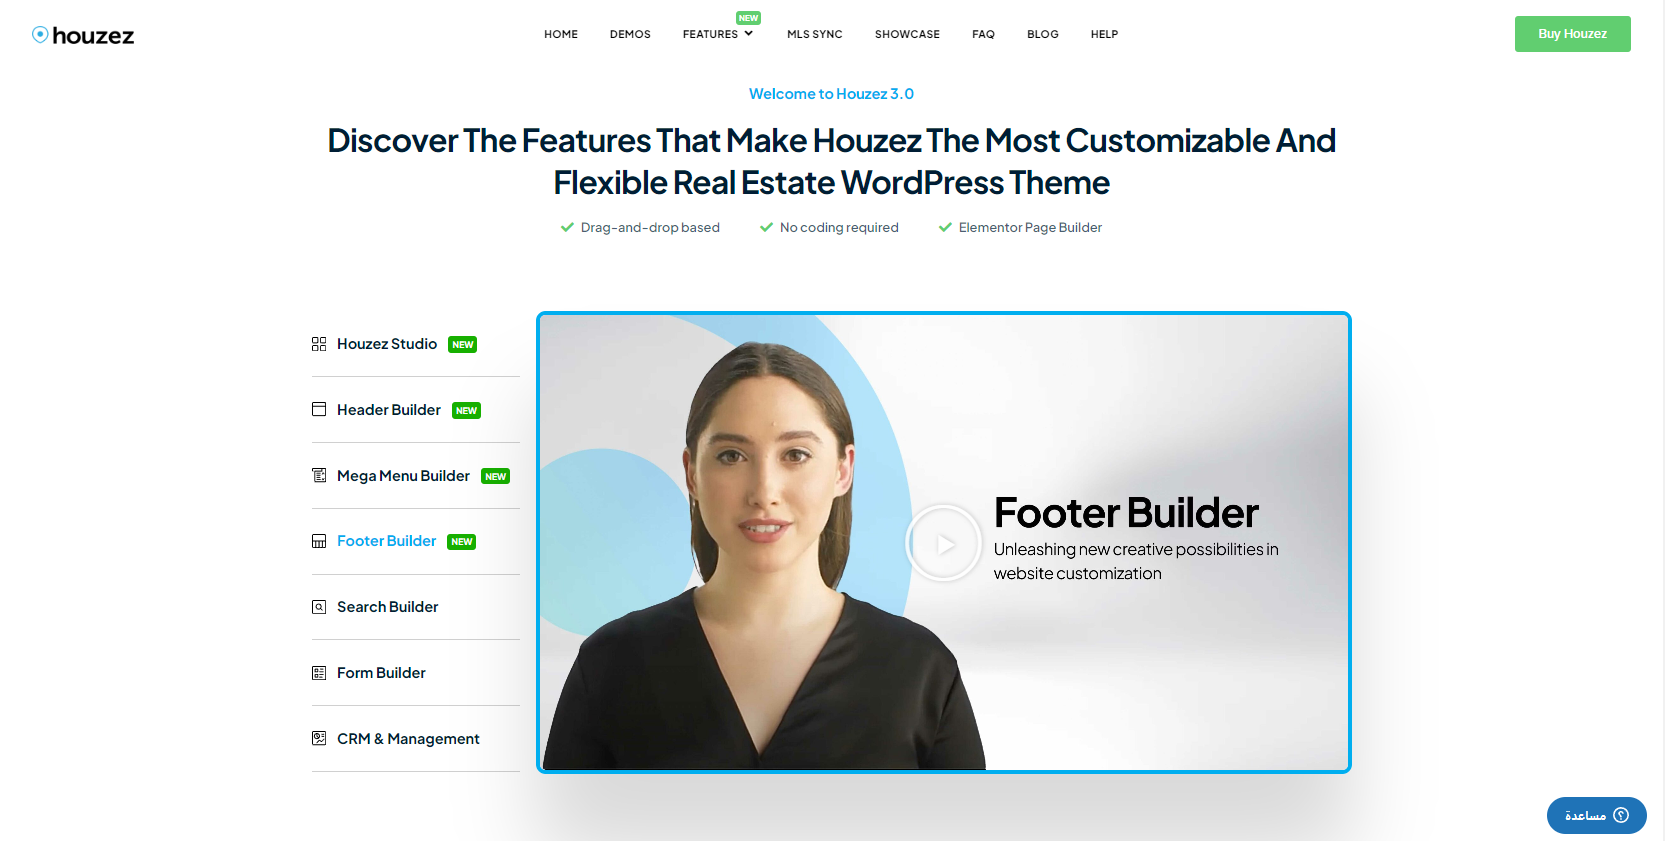 houzez
HOME
DEMOS
FEATURES
NEW
MLS SYNC
SHOWCASE
FAQ
BLOG
HELP
Buy Houzez
Welcome to Houzez 3.0
Discover The Features That Make Houzez The Most Customizable And
Flexible Real Estate WordPress Theme
Drag-and-drop based
No coding required
Elementor Page Builder
Houzez Studio NEW
Header Builder NEW
Mega Menu Builder NEW
Footer Builder NEW
Search Builder
Form Builder
CRM & Management
Footer Builder
Unleashing new creative possibilities in
website customization
مساعدة